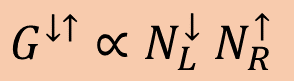 G↓↑ ∝ N_L↓ N_R↑